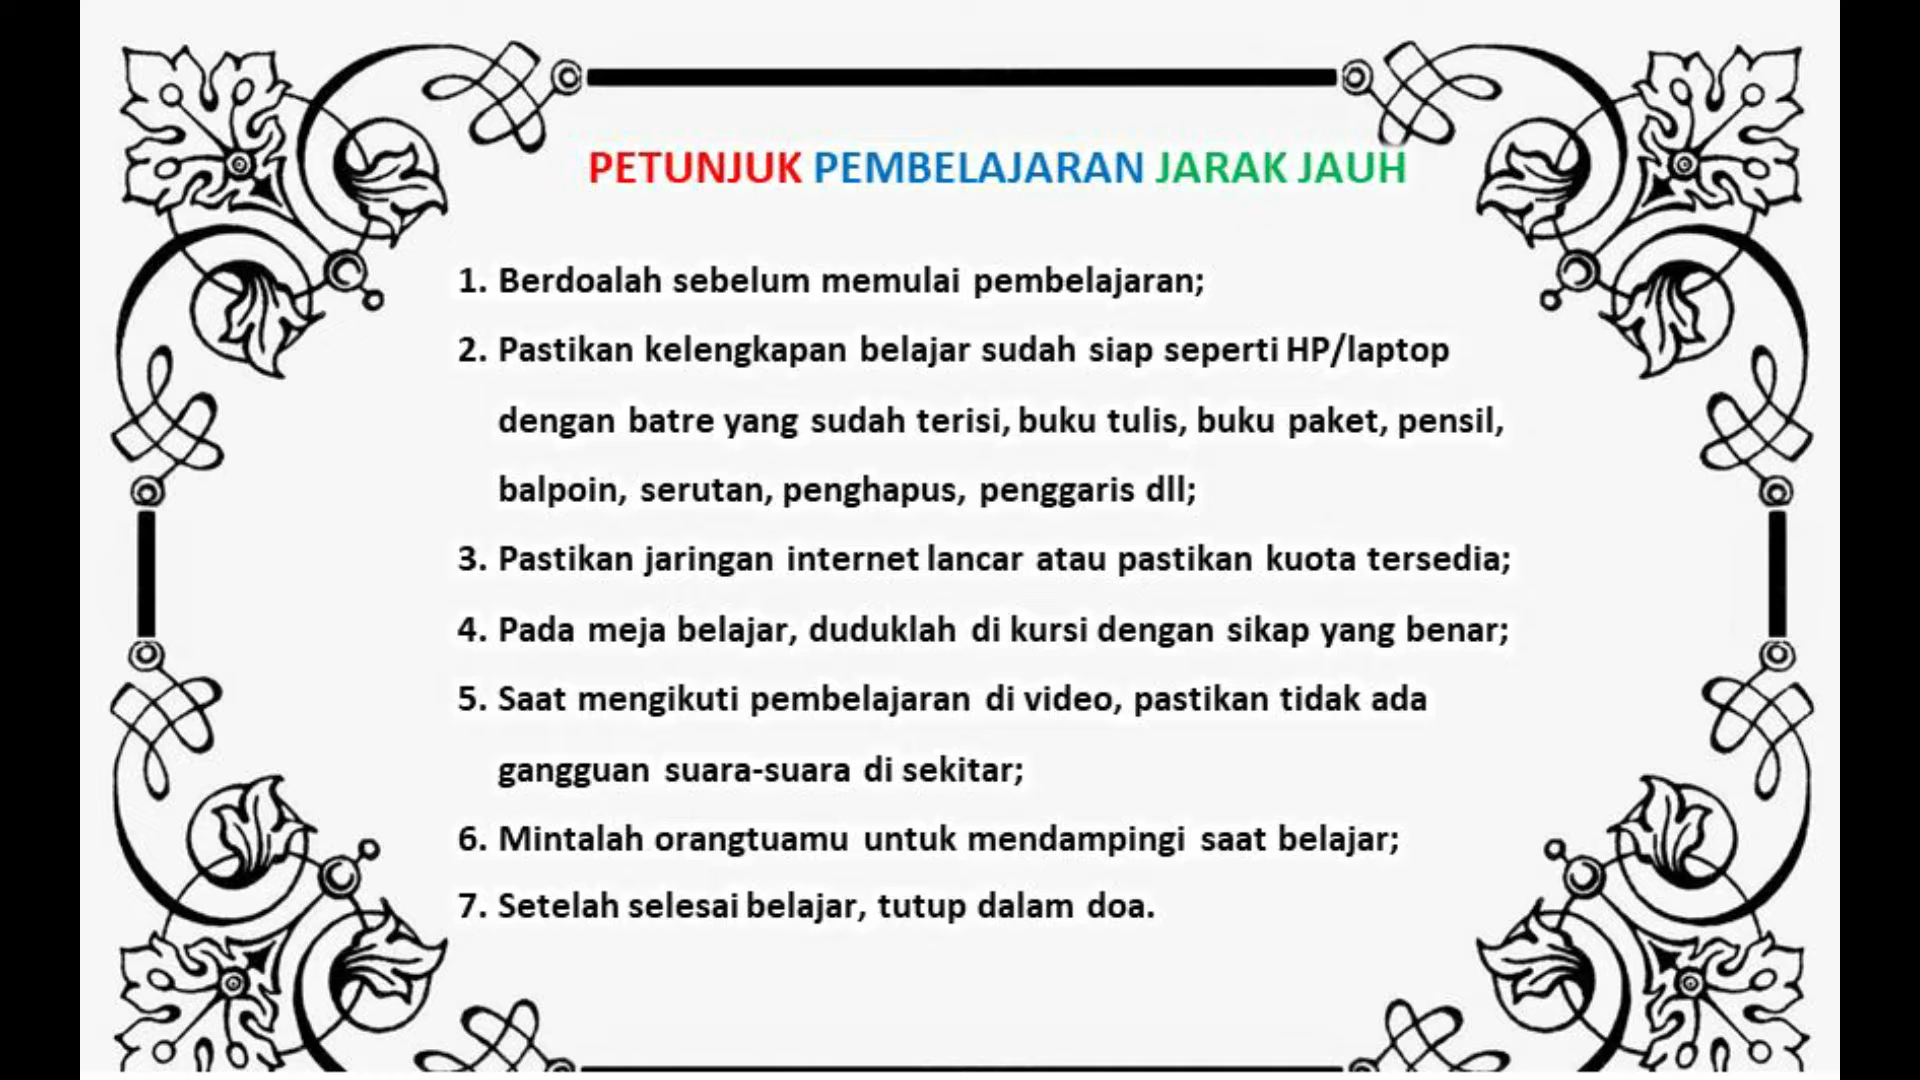 PETUNJUK PEMBELAJARAN JARAK JAUH
1. Berdoalah sebelum memulai pembelajaran;
2. Pastikan kelengkapan belajar sudah siap seperti HP/laptop
dengan batre yang sudah terisi, buku tulis, buku paket, pensil,
balpoin, serutan, penghapus, penggaris dll;
3. Pastikan jaringan internet lancar atau pastikan kuota tersedia;
4. Pada meja belajar, duduklah di kursi dengan sikap yang benar;
5. Saat mengikuti pembelajaran di video, pastikan tidak ada
gangguan suara-suara di sekitar;
6. Mintalah orangtuamu untuk mendampingi saat belajar;
7. Setelah selesai belajar, tutup dalam doa.